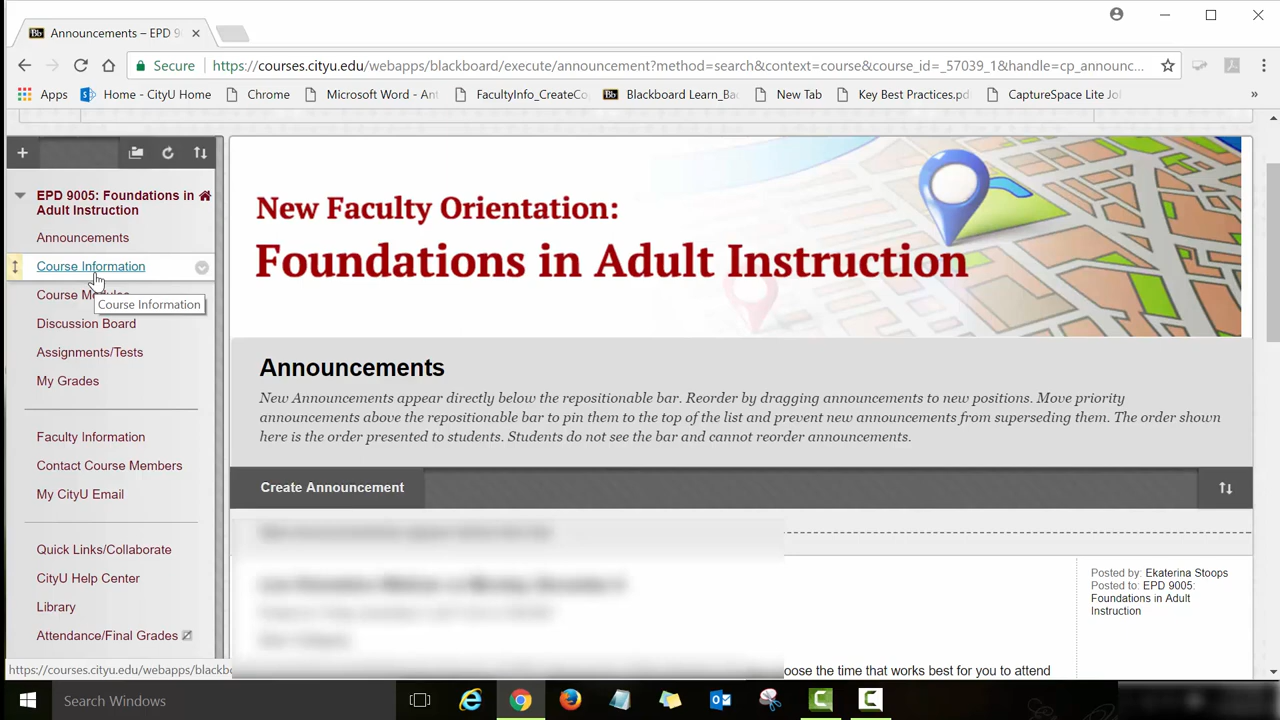 Bb Announcements – EPD 9
Secure https://courses.cityu.edu/webapps/blackboard/execute/announcement?method=search&context=course&course_id=_57039_1&handle=cp_announc...
Apps Home - CityU Home Chrome Microsoft Word - Ant FacultyInfo_CreateCo Bb Blackboard Learn_Ba New Tab Key Best Practices.pd CaptureSpace Lite Jo »
EPD 9005: Foundations in
Adult Instruction
Announcements
Course Information
Course Modules
Course Information
Discussion Board
Assignments/Tests
My Grades
Faculty Information
Contact Course Members
My CityU Email
Quick Links/Collaborate
CityU Help Center
Library
Attendance/Final Grades
https://courses.cityu.edu/webapps/blackbo
New Faculty Orientation:
Foundations in Adult Instruction
Announcements
New Announcements appear directly below the repositionable bar. Reorder by dragging announcements to new positions. Move priority
announcements above the repositionable bar to pin them to the top of the list and prevent new announcements from superseding them. The order shown
here is the order presented to students. Students do not see the bar and cannot reorder announcements.
Create Announcement
Posted by: Ekaterina Stoops
Posted to: EPD 9005:
Foundations in Adult
Instruction
oose the time that works best for you to attend
Search Windows